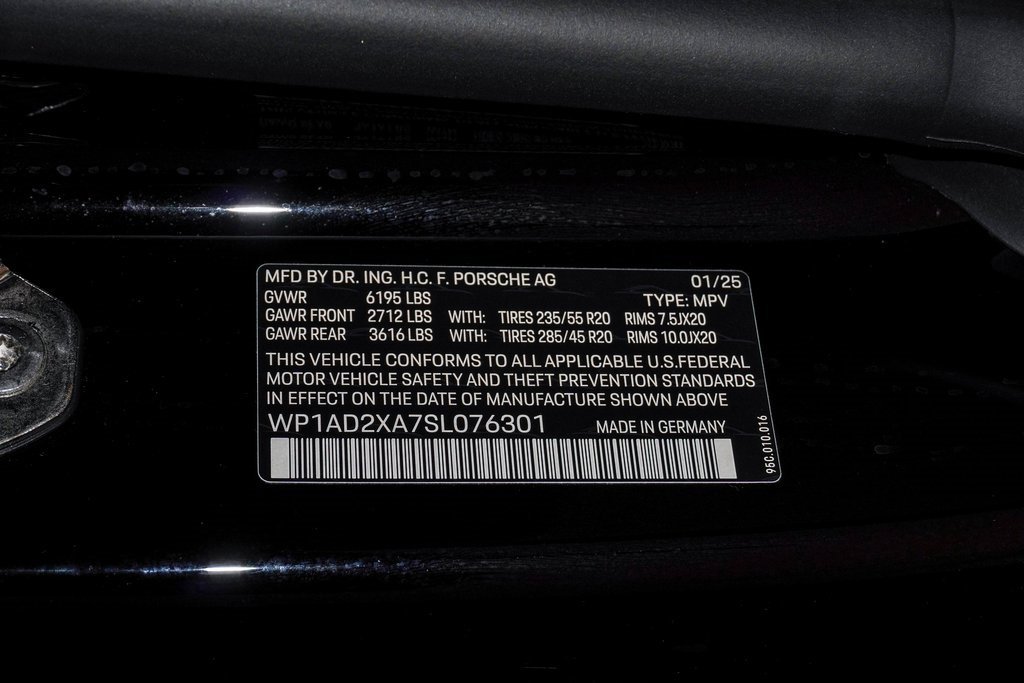 MFD BY DR. ING. H.C. F. PORSCHE AG 01/25
GVWR 6195 LBS TYPE: MPV
GAWR FRONT 2712 LBS WITH: TIRES 235/55 R20 RIMS 7.5JX20
GAWR REAR 3616 LBS WITH: TIRES 285/45 R20 RIMS 10.0JX20
THIS VEHICLE CONFORMS TO ALL APPLICABLE U.S.FEDERAL
MOTOR VEHICLE SAFETY AND THEFT PREVENTION STANDARDS
IN EFFECT ON THE DATE OF MANUFACTURE SHOWN ABOVE
WP1AD2XA7SL076301 MADE IN GERMANY
95C.010.016